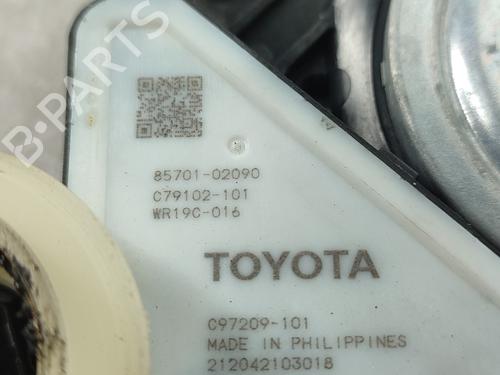 B-PARTS
85701-02090
C79102-101
WR19C-016
TOYOTA
C97209-101
MADE IN PHILIPPINES
212042103018